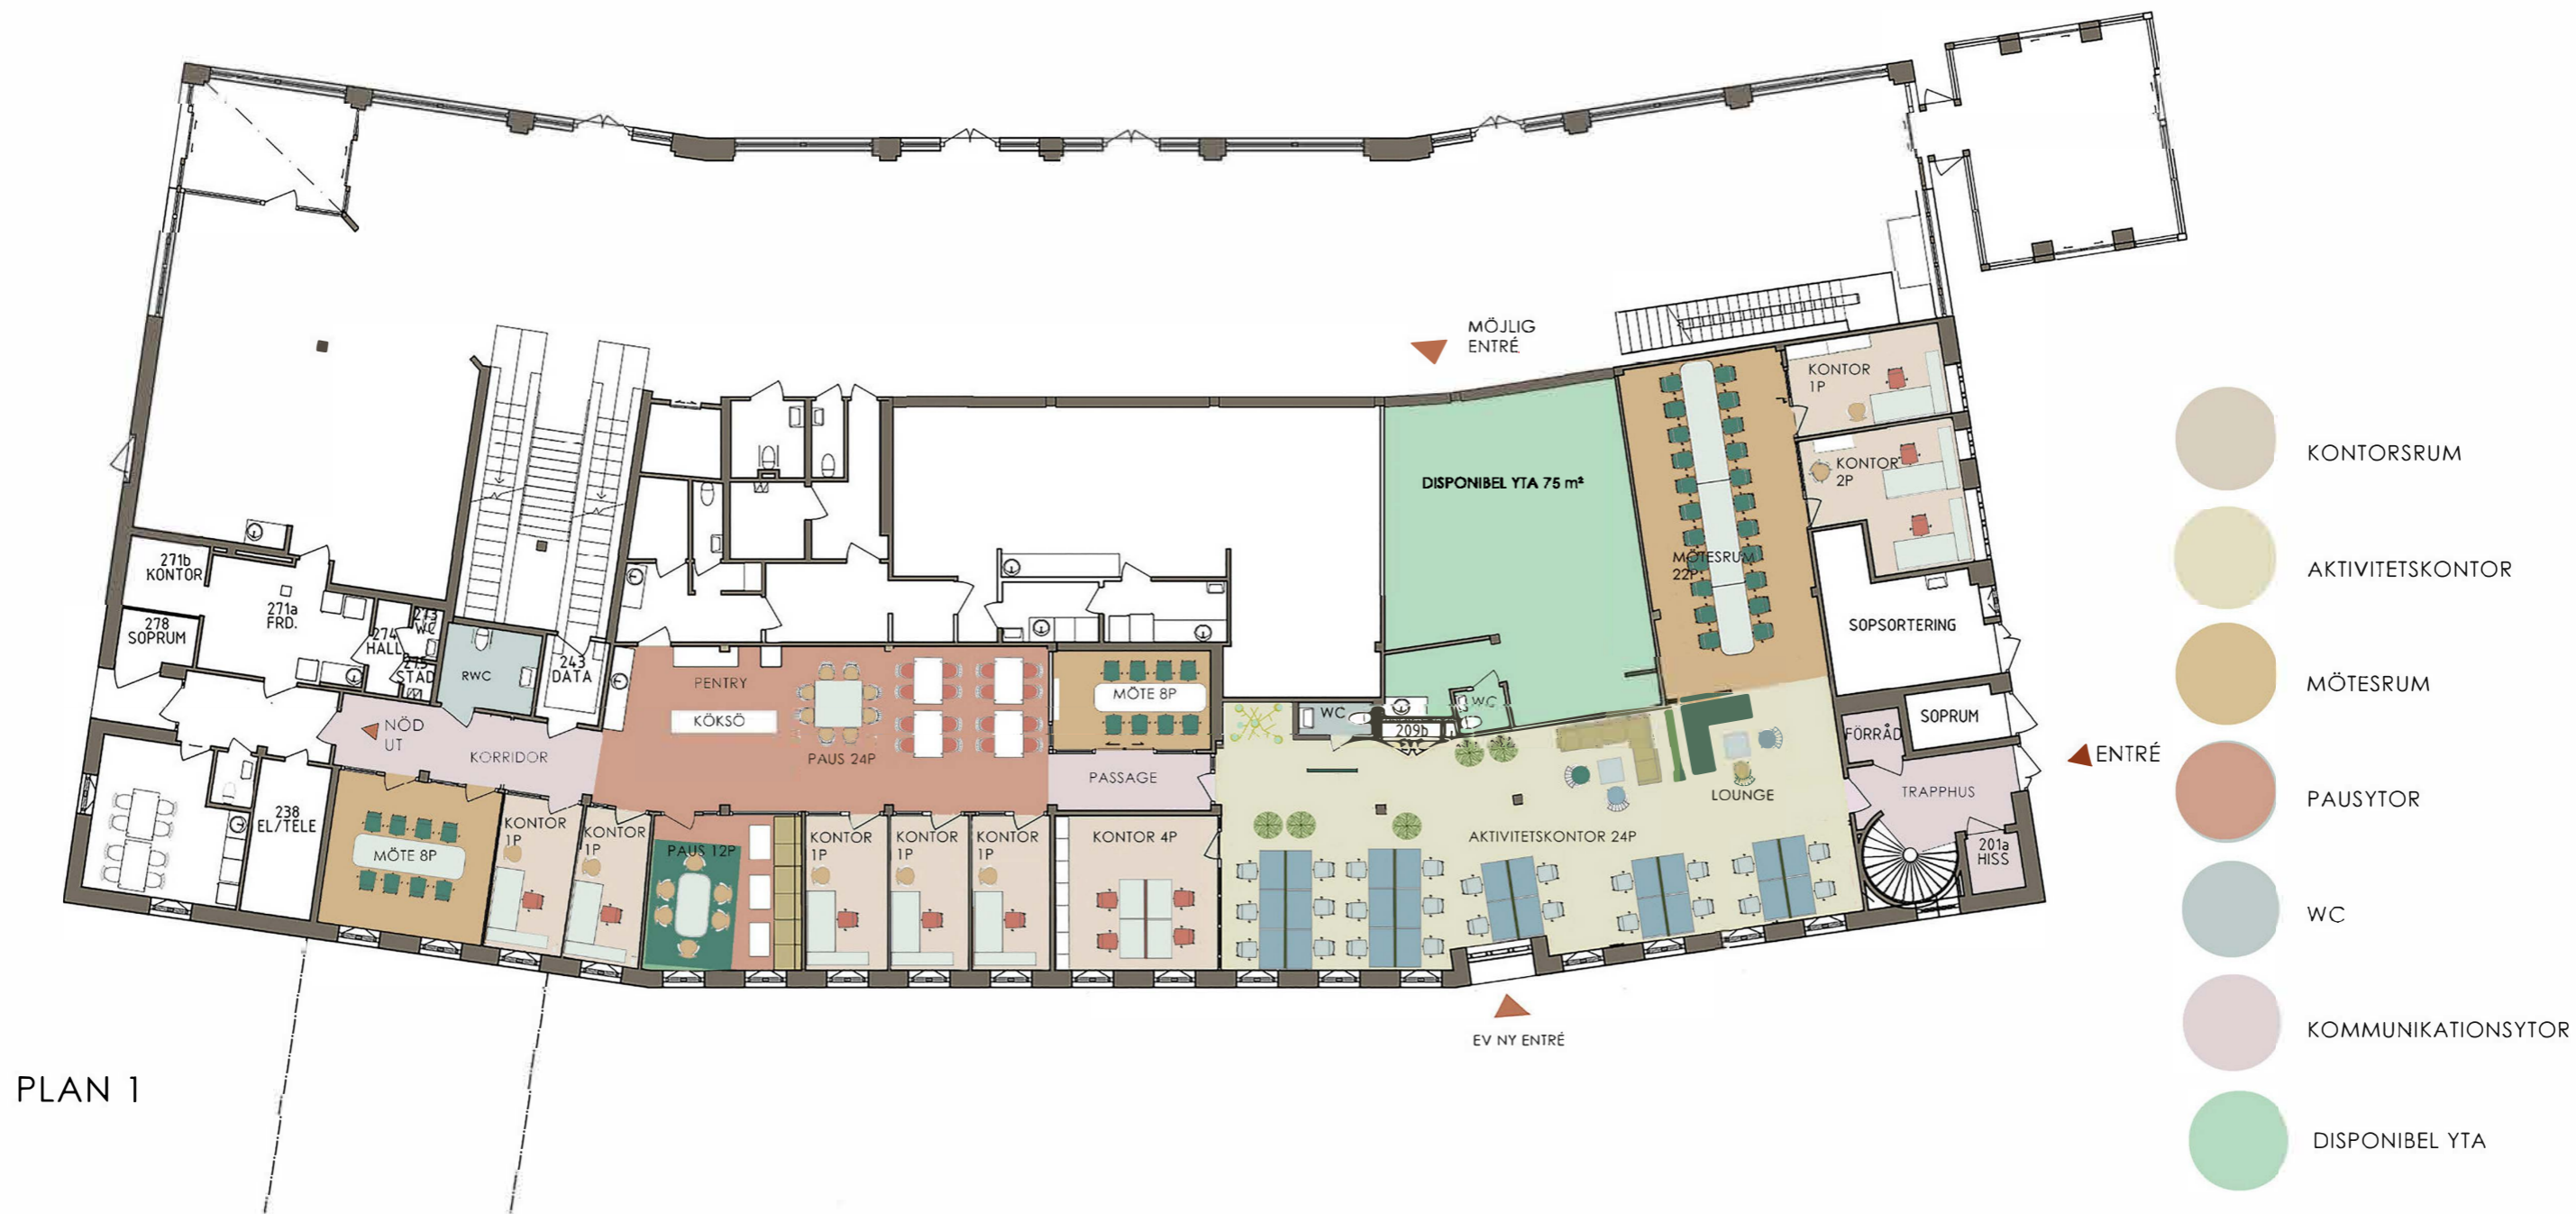 MÖJLIG
ENTRÉ
KONTOR
1P
KONTOR
2P
DISPONIBEL YTA 75 m²
MÖTESRUM
22P
271b
KONTOR
271a
FRD.
278
SOPRUM
274
HALL
273
WC
275
STÄD
RWC
243
DATA
SOPSORTERING
PENTRY
KÖKSÖ
PAUS 24P
MÖTE 8P
WC
WC
209b
NÖD
UT
KORRIDOR
PASSAGE
LOUNGE
FÖRRÅD
SOPRUM
ENTRÉ
TRAPPHUS
201a
HISS
238
EL/TELE
MÖTE 8P
KONTOR
1P
KONTOR
1P
PAUS 12P
KONTOR
1P
KONTOR
1P
KONTOR
1P
KONTOR 4P
AKTIVITETSKONTOR 24P
EV NY ENTRÉ
PLAN 1
KONTORSRUM
AKTIVITETSKONTOR
MÖTESRUM
PAUSYTOR
WC
KOMMUNIKATIONSYTOR
DISPONIBEL YTA